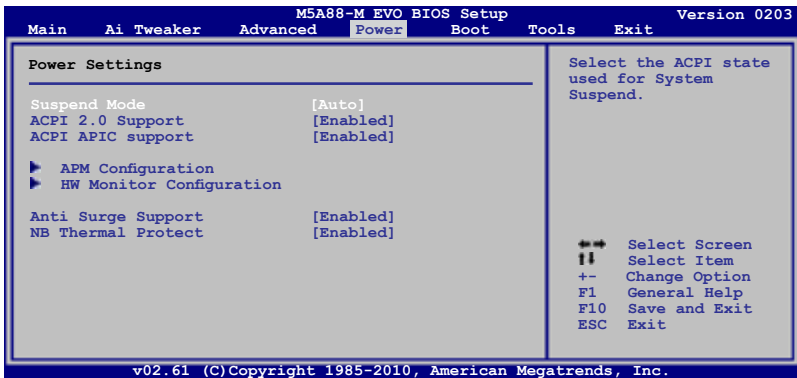 M5A88-M EVO BIOS Setup Version 0203
Main Ai Tweaker Advanced Power Boot Tools Exit
Power Settings
Suspend Mode [Auto]
ACPI 2.0 Support [Enabled]
ACPI APIC support [Enabled]
APM Configuration
HW Monitor Configuration
Anti Surge Support [Enabled]
NB Thermal Protect [Enabled]
Select the ACPI state
used for System
Suspend.
Select Screen
Select Item
+- Change Option
F1 General Help
F10 Save and Exit
ESC Exit
v02.61 (C)Copyright 1985-2010, American Megatrends, Inc.